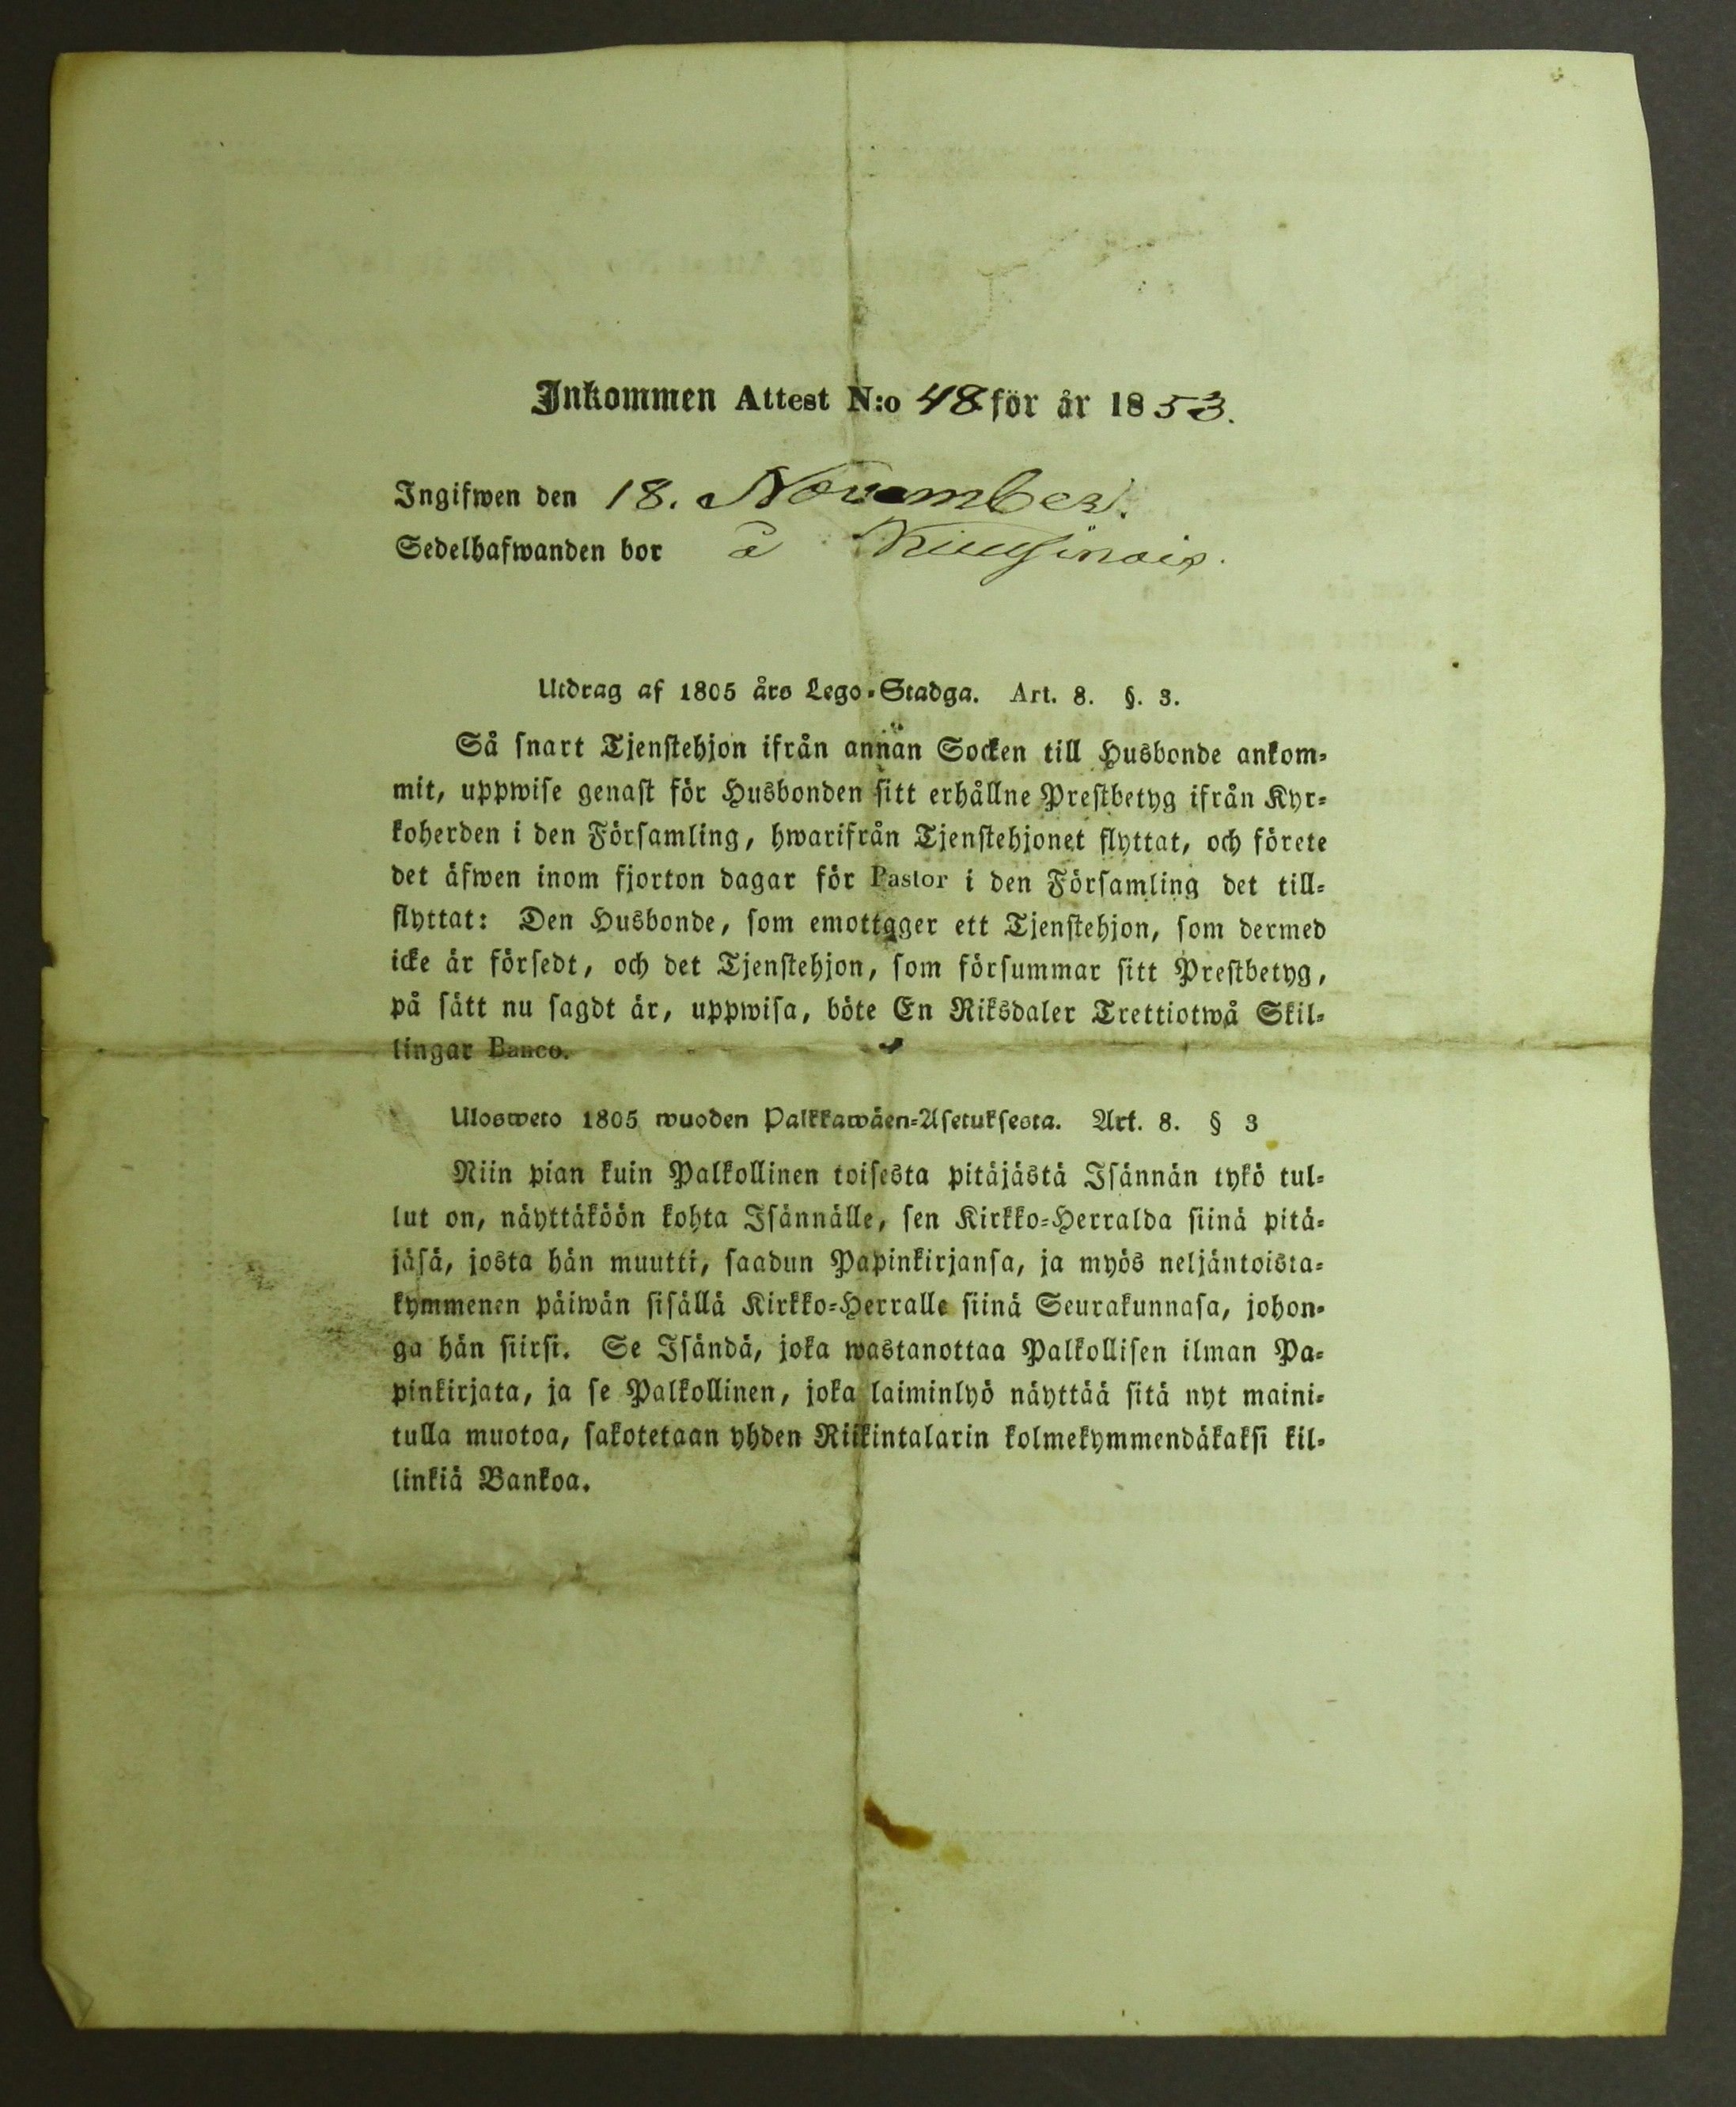 Inkommen Attest N:o 48 för år 1853.
Ingifwen den 18. November.
Sedelhafwanden bor å
Utdrag af 1805 års Lego-Stadga. Art. 8. §. 3.
Så snart Tjenstehjon ifrån annan Socken till Husbonde ankom-
mit, uppwise genast för Husbonden sitt erhållne Prestbetyg ifrån Kyr-
koherden i den Församling, hwarifrån Tjenstehjonet flyttat, och förete
det äfwen inom fjorton dagar för Pastor i den Församling det till-
flyttat: Den Husbonde, som emottager ett Tjenstehjon, som dermed
icke är försedt, och det Tjenstehjon, som försummar sitt Prestbetyg,
på sätt nu sagdt är, uppwisa, böte En Riksdaler Trettiotwå Skil-
lingar Banco.
Ulosweto 1805 wuoden Palkkawäen-Asetuksesta. Art. 8. § 3
Niin pian kuin Palkollinen toisesta pitäjästä Isännän tykö tul-
lut on, näyttäköön kohta Isännälle, sen Kirkko-Herralda siinä pitä-
jäsä, josta hän muutti, saadun Papinkirjansa, ja myös neljäntoista-
kymmenen päiwän sisällä Kirkko-Herralle siinä Seurakunnasa, johon-
ga hän siirsi. Se Isändä, joka wastanottaa Palkollisen ilman Pa-
pinkirjata, ja se Palkollinen, joka laiminlyö näyttää sitä nyt maini-
tulla muotoa, sakotetaan yhden Riikintalarin kolmekymmendäkaksi kil-
linkiä Bankoa.